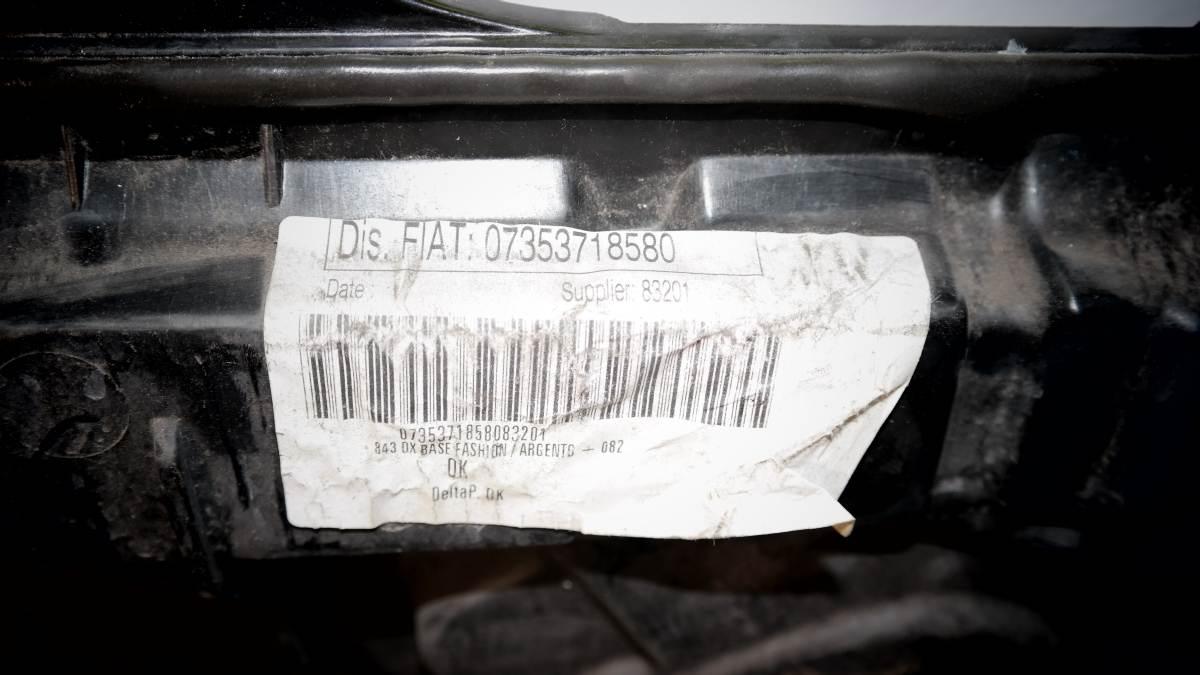 Dis. FIAT: 07353718580
Date Supplier: 83201
0735371858083201
843 DX BASE FASHION / ARGENTO - 082
OK
DeltaP. OK